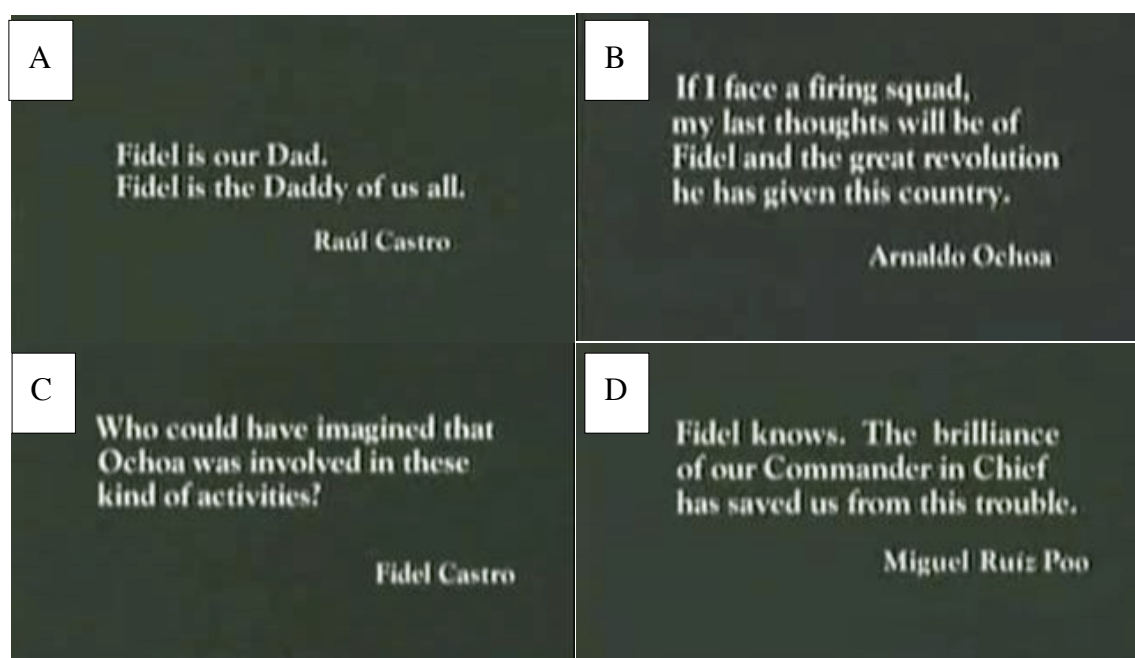 A
Fidel is our Dad.
Fidel is the Daddy of us all.
Raúl Castro
B
If I face a firing squad,
my last thoughts will be of
Fidel and the great revolution
he has given this country.
Arnaldo Ochoa
C
Who could have imagined that
Ochoa was involved in these
kind of activities?
Fidel Castro
D
Fidel knows. The brilliance
of our Commander in Chief
has saved us from this trouble.
Miguel Ruíz Poo